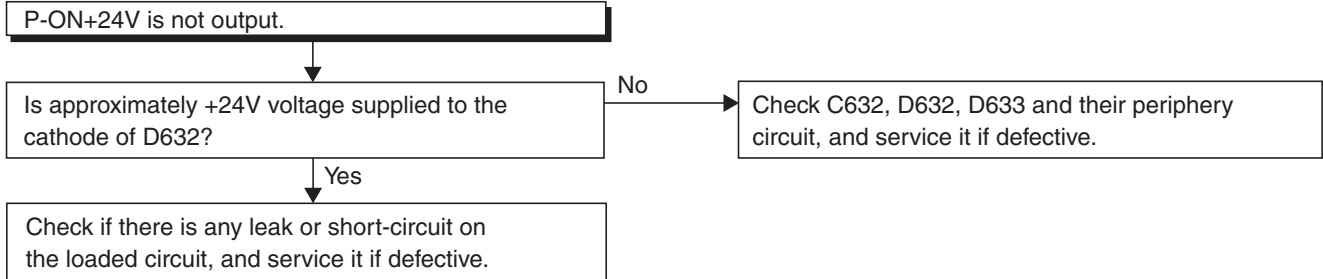 P-ON+24V is not output.
Is approximately +24V voltage supplied to the
cathode of D632?
No
Check C632, D632, D633 and their periphery
circuit, and service it if defective.
Yes
Check if there is any leak or short-circuit on
the loaded circuit, and service it if defective.